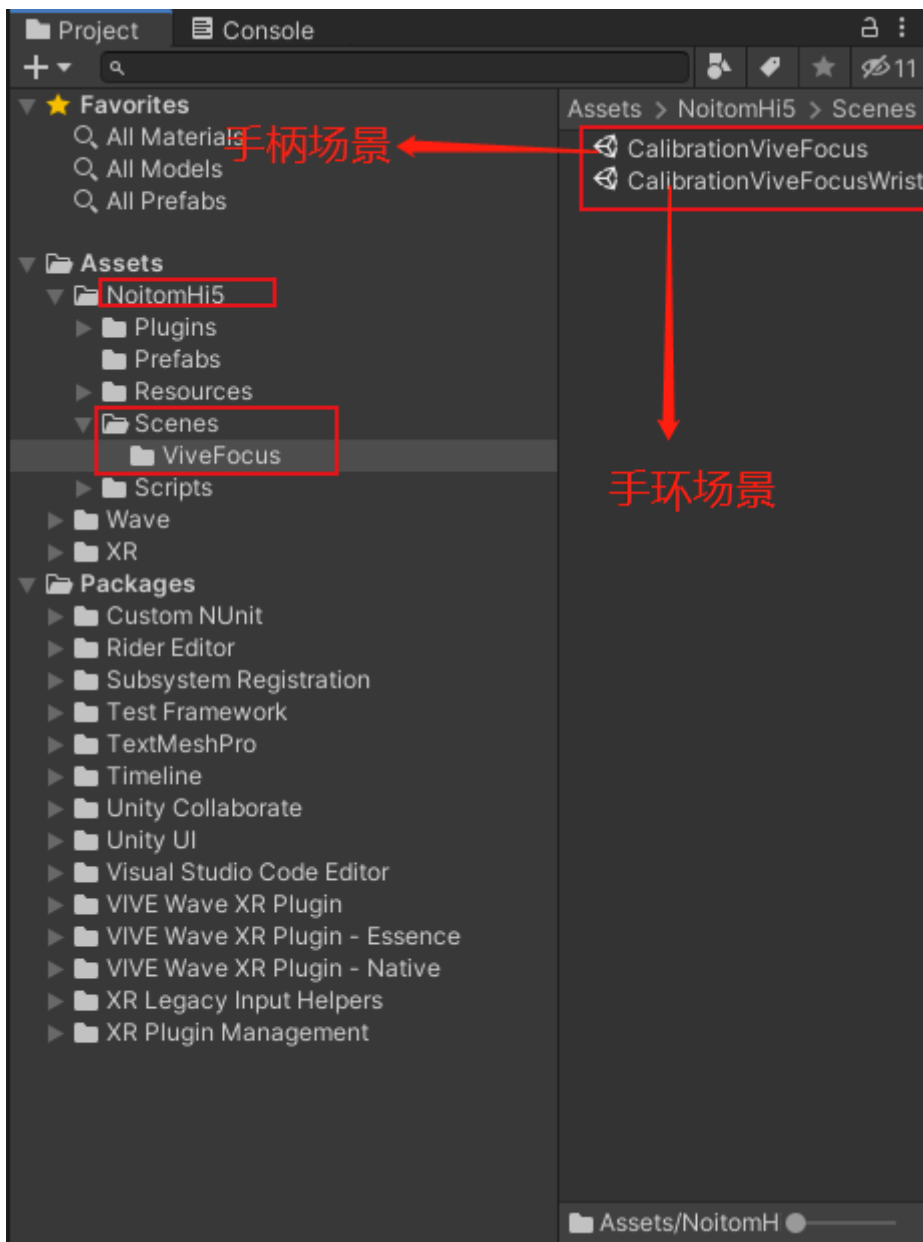 Project
Console
11
Favorites
All Materials
All Models
All Prefabs
手柄场景
Assets
NoitomHi5
Plugins
Prefabs
Resources
Scenes
ViveFocus
Scripts
Wave
XR
Packages
Custom NUnit
Rider Editor
Subsystem Registration
Test Framework
TextMeshPro
Timeline
Unity Collaborate
Unity UI
Visual Studio Code Editor
VIVE Wave XR Plugin
VIVE Wave XR Plugin - Essence
VIVE Wave XR Plugin - Native
XR Legacy Input Helpers
XR Plugin Management
Assets > NoitomHi5 > Scenes
CalibrationViveFocus
CalibrationViveFocusWrist
手环场景
Assets/NoitomH